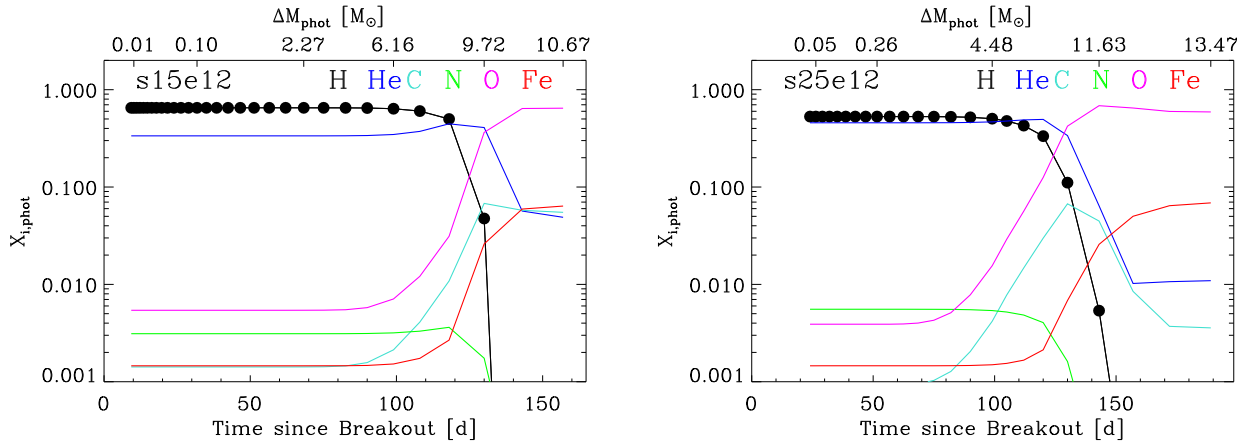 ΔM_phot [M_⊙]
0.01 0.10 2.27 6.16 9.72 10.67
s15e12 H He C N O Fe
1.000
0.100
0.010
0.001
X_i,phot
0 50 100 150
Time since Breakout [d]
ΔM_phot [M_⊙]
0.05 0.26 4.48 11.63 13.47
s25e12 H He C N O Fe
1.000
0.100
0.010
0.001
X_i,phot
0 50 100 150
Time since Breakout [d]